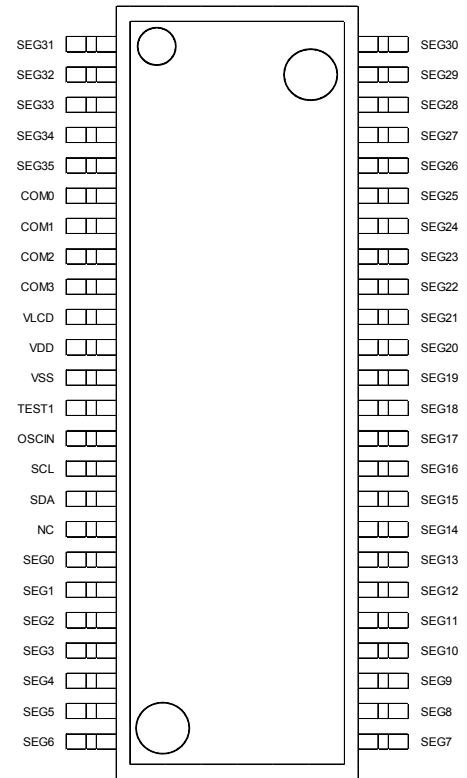 SEG31 SEG30
SEG32 SEG29
SEG33 SEG28
SEG34 SEG27
SEG35 SEG26
COM0 SEG25
COM1 SEG24
COM2 SEG23
COM3 SEG22
VLCD SEG21
VDD SEG20
VSS SEG19
TEST1 SEG18
OSCIN SEG17
SCL SEG16
SDA SEG15
NC SEG14
SEG0 SEG13
SEG1 SEG12
SEG2 SEG11
SEG3 SEG10
SEG4 SEG9
SEG5 SEG8
SEG6 SEG7